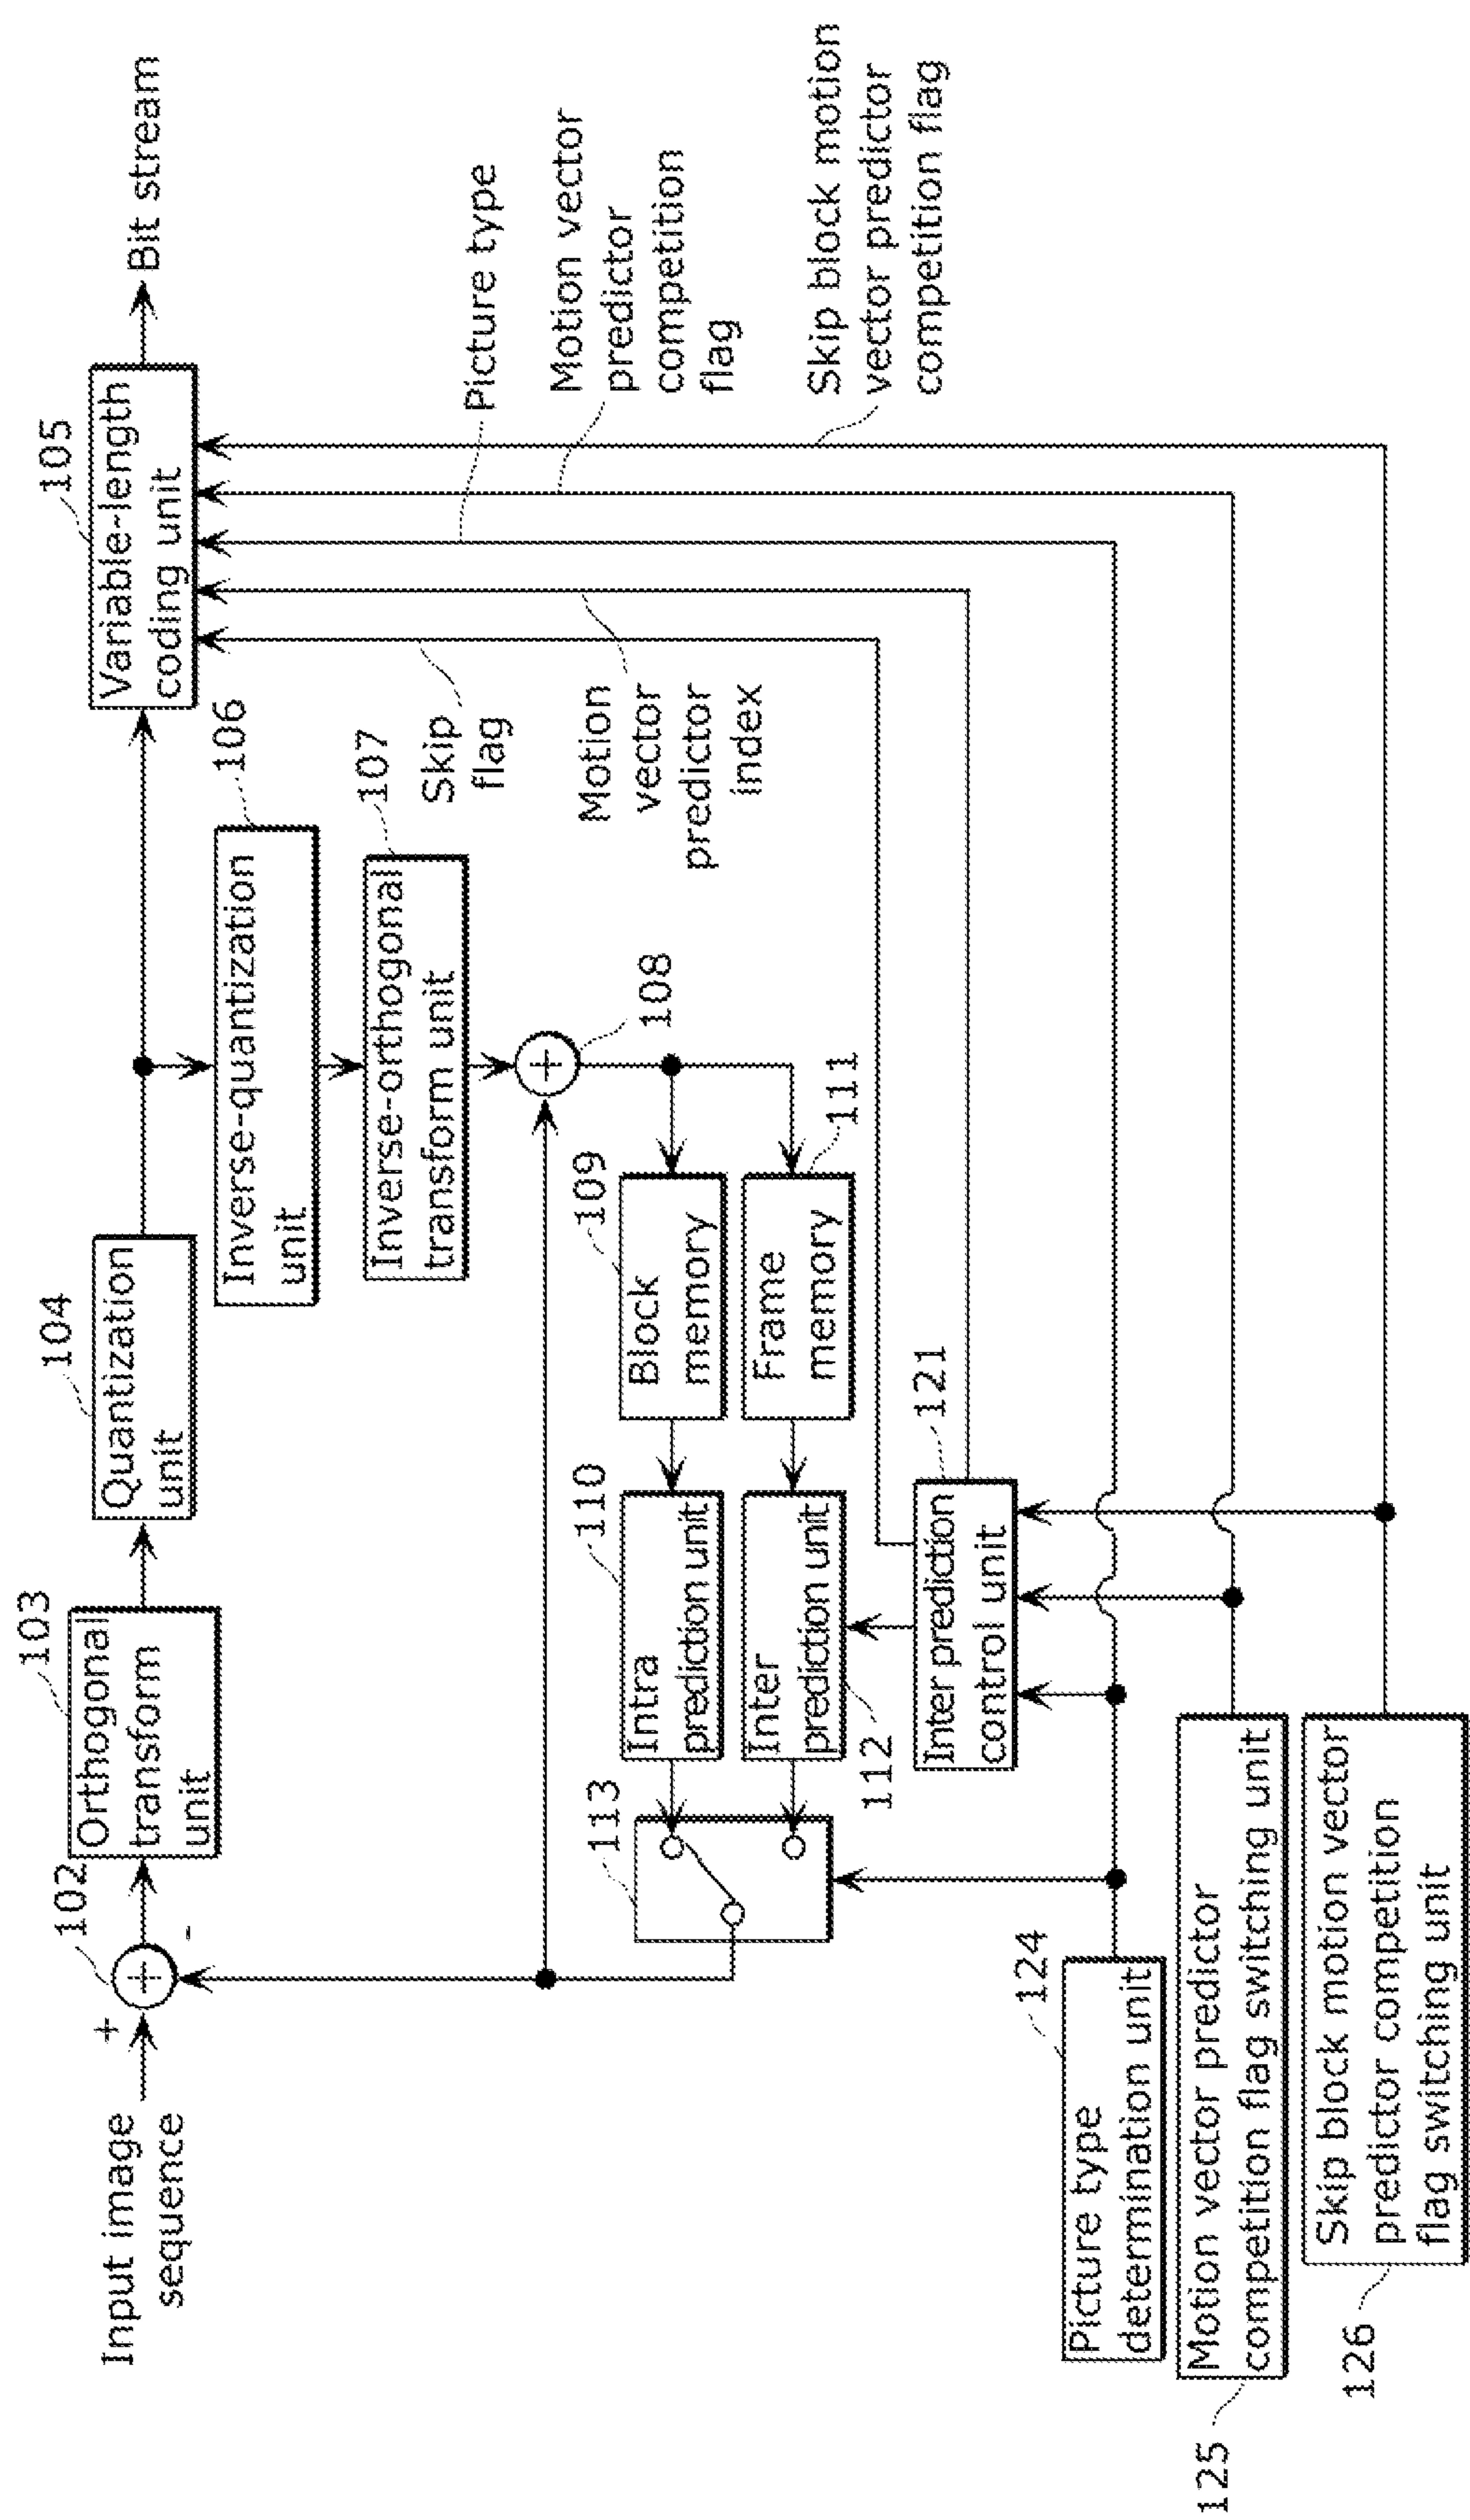 Input image
sequence
+
-
102
103
Orthogonal
transform
unit
104
Quantization
unit
105
Variable-length
coding unit
Bit stream
106
Inverse-quantization
unit
107
Inverse-orthogonal
transform unit
+
+
108
109
Block
memory
111
Frame
memory
110
Intra
prediction unit
Inter
prediction unit
112
113
121
Inter prediction
control unit
Skip
flag
Motion
vector
predictor
index
Picture type
Motion vector
predictor
competition
flag
Skip block motion
vector predictor
competition flag
124
Picture type
determination unit
125
Motion vector predictor
competition flag switching unit
126
Skip block motion vector
predictor competition
flag switching unit